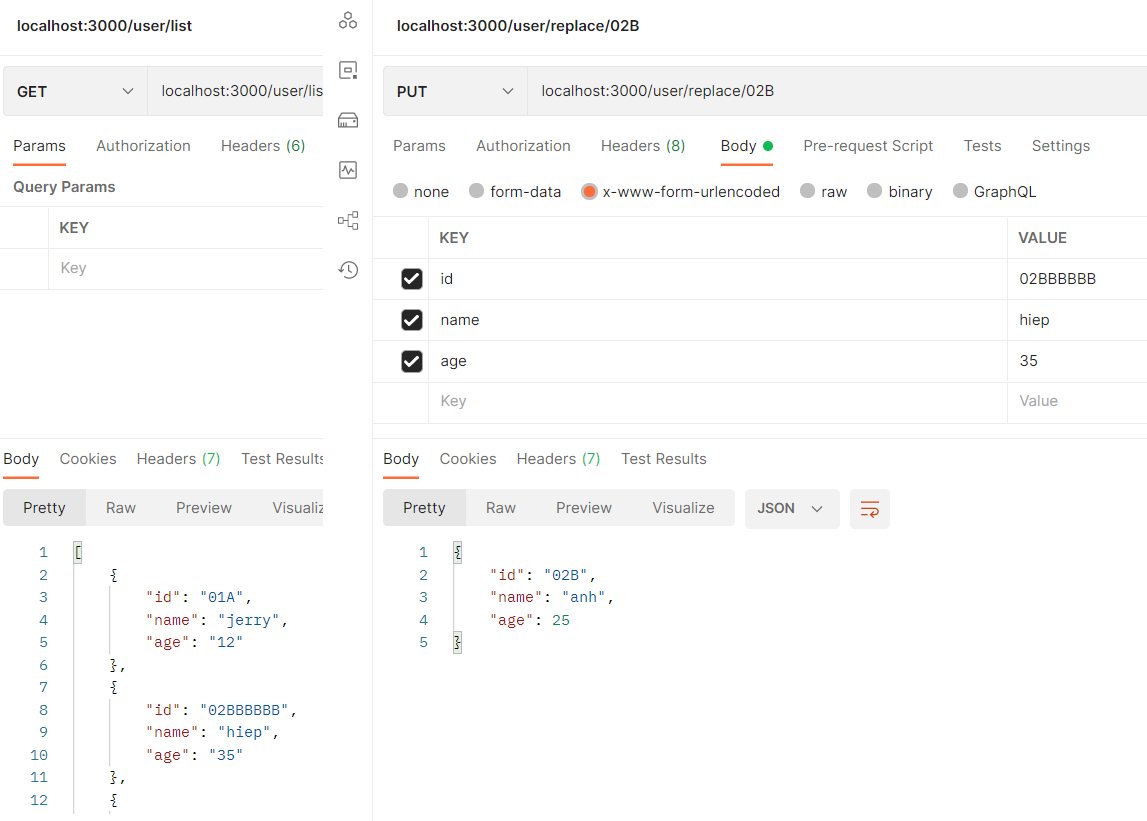 localhost:3000/user/list
GET
localhost:3000/user/lis
Params Authorization Headers (6)
Query Params
KEY
Key
Body Cookies Headers (7) Test Results
Pretty Raw Preview Visualiz
1 [
2 {
3 "id": "01A",
4 "name": "jerry",
5 "age": "12"
6 },
7 {
8 "id": "02BBBBBB",
9 "name": "hiep",
10 "age": "35"
11 },
12 {
localhost:3000/user/replace/02B
PUT
localhost:3000/user/replace/02B
Params Authorization Headers (8) Body Pre-request Script Tests Settings
none form-data x-www-form-urlencoded raw binary GraphQL
KEY VALUE
id 02BBBBBB
name hiep
age 35
Key Value
Body Cookies Headers (7) Test Results
Pretty Raw Preview Visualize JSON
1 {
2 "id": "02B",
3 "name": "anh",
4 "age": 25
5 }